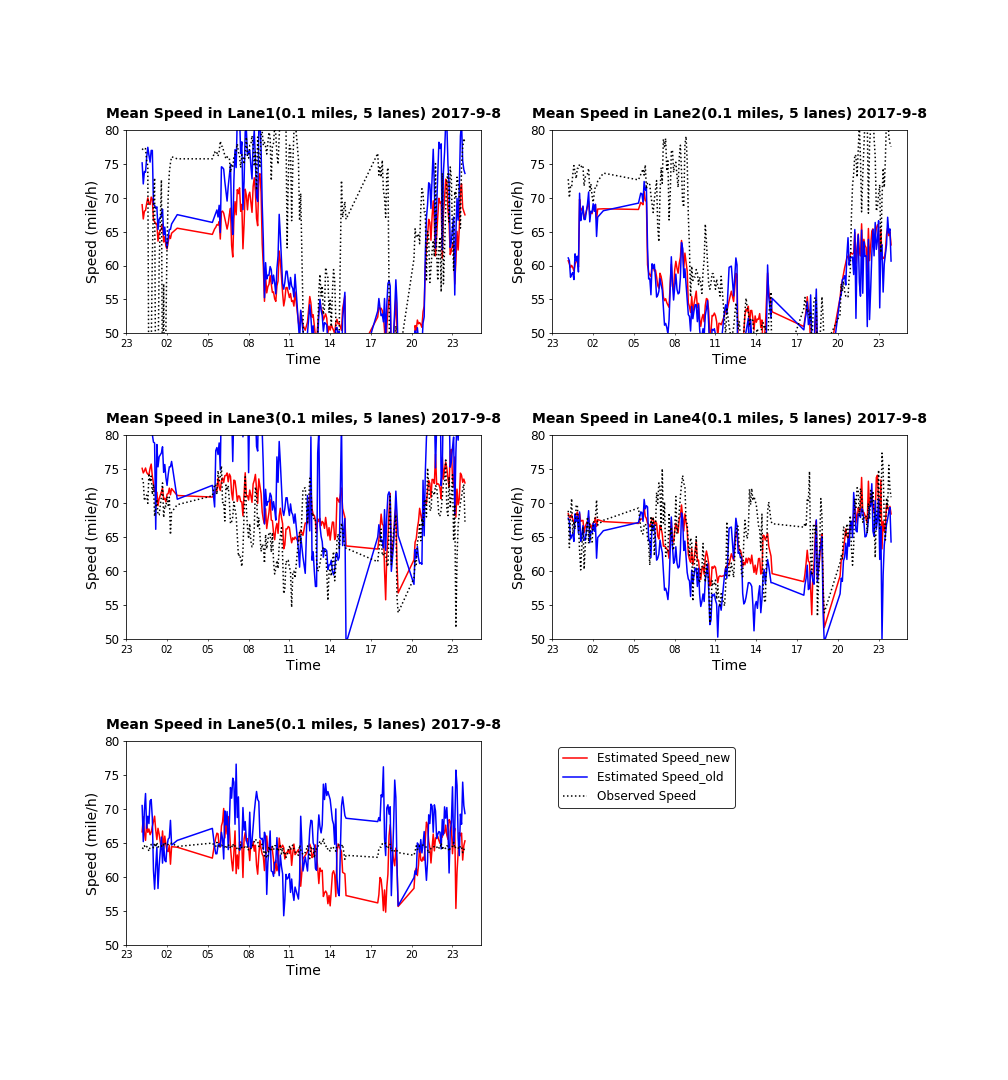 Mean Speed in Lane1(0.1 miles, 5 lanes) 2017-9-8
80
75
70
65
60
55
50
Speed (mile/h)
23 02 05 08 11 14 17 20 23
Time
Mean Speed in Lane2(0.1 miles, 5 lanes) 2017-9-8
80
75
70
65
60
55
50
Speed (mile/h)
23 02 05 08 11 14 17 20 23
Time
Mean Speed in Lane3(0.1 miles, 5 lanes) 2017-9-8
80
75
70
65
60
55
50
Speed (mile/h)
23 02 05 08 11 14 17 20 23
Time
Mean Speed in Lane4(0.1 miles, 5 lanes) 2017-9-8
80
75
70
65
60
55
50
Speed (mile/h)
23 02 05 08 11 14 17 20 23
Time
Mean Speed in Lane5(0.1 miles, 5 lanes) 2017-9-8
80
75
70
65
60
55
50
Speed (mile/h)
23 02 05 08 11 14 17 20 23
Time
Estimated Speed_new
Estimated Speed_old
Observed Speed